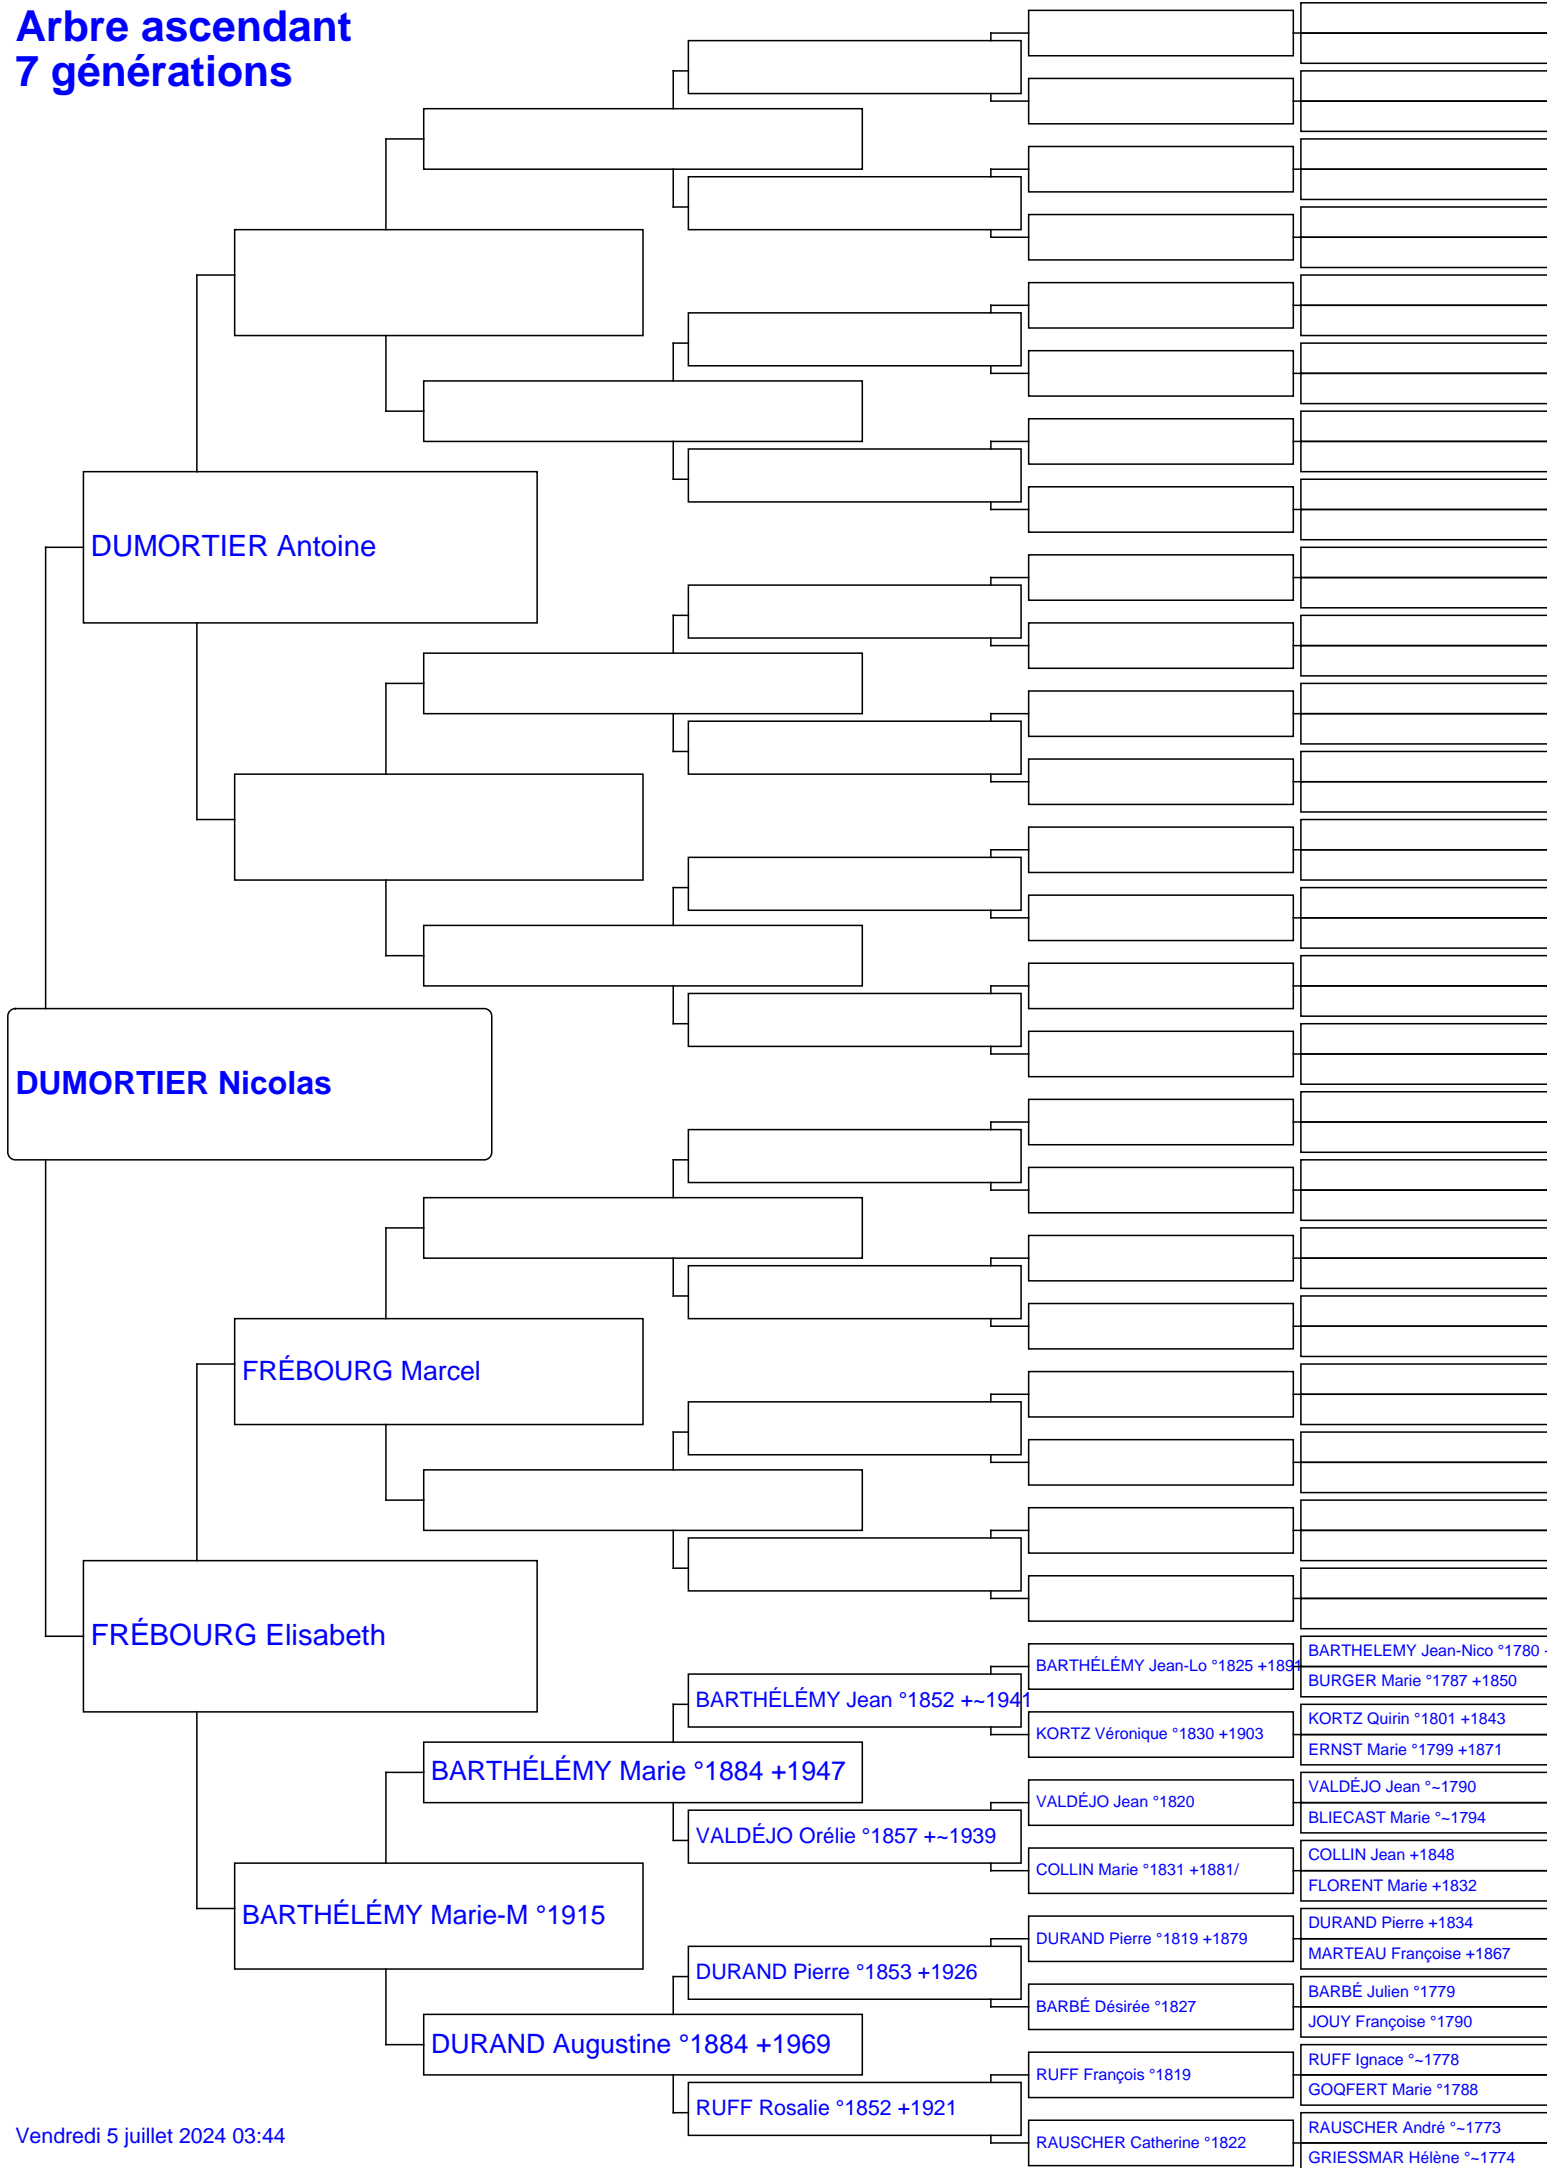 Arbre ascendant
7 générations
DUMORTIER Antoine
DUMORTIER Nicolas
FRÉBOURG Marcel
FRÉBOURG Elisabeth
BARTHÉLÉMY Jean-Lo °1825 +1891
BARTHELEMY Jean-Nico °1780
BURGER Marie °1787 +1850
BARTHÉLÉMY Jean °1852 +~1941
KORTZ Véronique °1830 +1903
KORTZ Quirin °1801 +1843
ERNST Marie °1799 +1871
BARTHÉLÉMY Marie °1884 +1947
VALDÉJO Jean °1820
VALDÉJO Jean °~1790
BLIECAST Marie °~1794
VALDÉJO Orélie °1857 +~1939
COLLIN Marie °1831 +1881/
COLLIN Jean +1848
FLORENT Marie +1832
BARTHÉLÉMY Marie-M °1915
DURAND Pierre °1819 +1879
DURAND Pierre +1834
MARTEAU Françoise +1867
DURAND Pierre °1853 +1926
BARBÉ Désirée °1827
BARBÉ Julien °1779
JOUY Françoise °1790
DURAND Augustine °1884 +1969
RUFF François °1819
RUFF Ignace °~1778
GOQFERT Marie °1788
RUFF Rosalie °1852 +1921
RAUSCHER Catherine °1822
RAUSCHER André °~1773
GRIESSMAR Hélène °~1774
Vendredi 5 juillet 2024 03:44